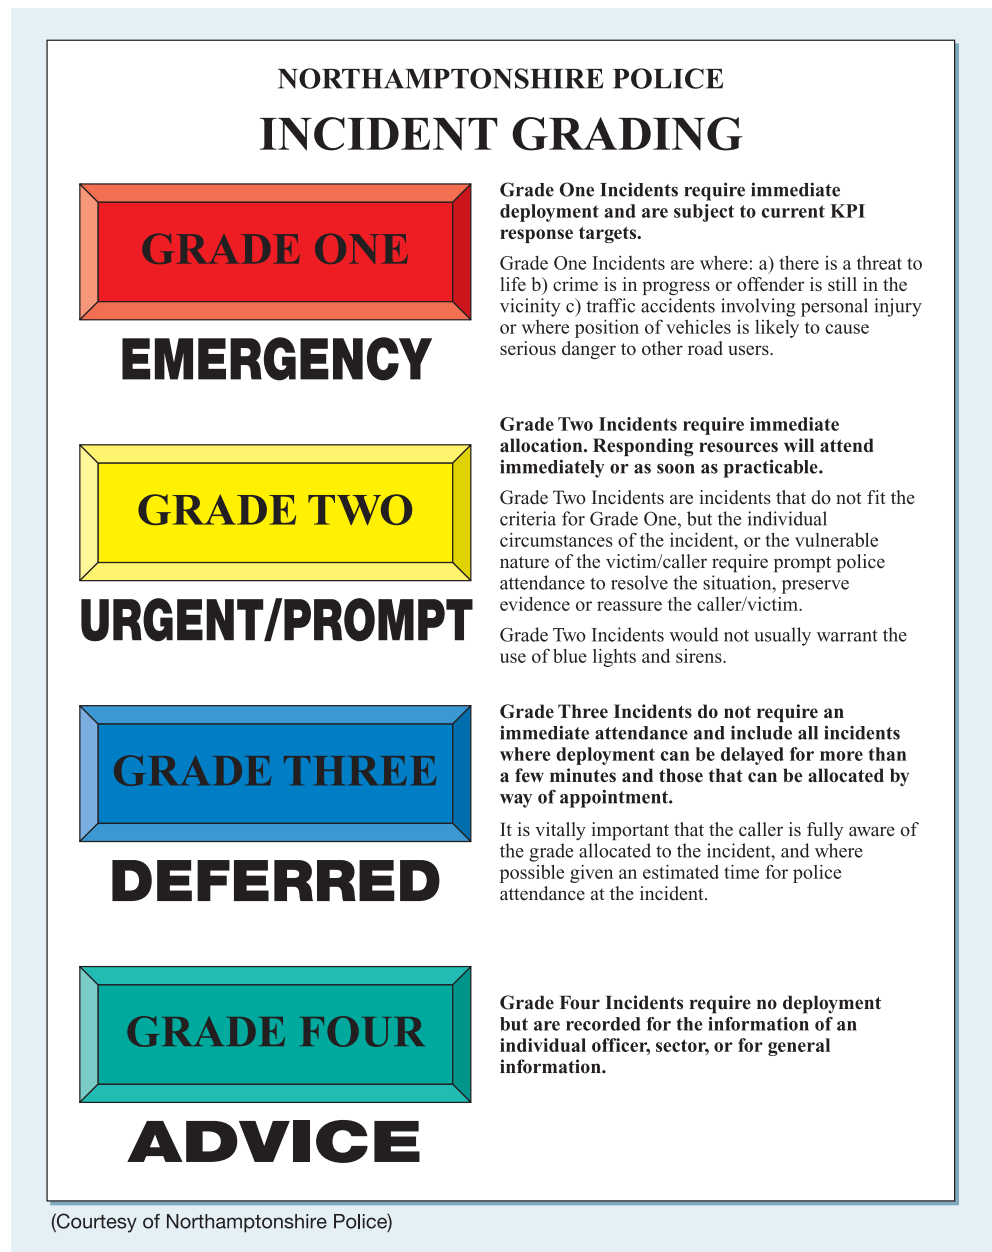 NORTHAMPTONSHIRE POLICE
INCIDENT GRADING
GRADE ONE
EMERGENCY
Grade One Incidents require immediate
deployment and are subject to current KPI
response targets.
Grade One Incidents are where: a) there is a threat to
life b) crime is in progress or offender is still in the
vicinity c) traffic accidents involving personal injury
or where position of vehicles is likely to cause
serious danger to other road users.
GRADE TWO
URGENT/PROMPT
Grade Two Incidents require immediate
allocation. Responding resources will attend
immediately or as soon as practicable.
Grade Two Incidents are incidents that do not fit the
criteria for Grade One, but the individual
circumstances of the incident, or the vulnerable
nature of the victim/caller require prompt police
attendance to resolve the situation, preserve
evidence or reassure the caller/victim.
Grade Two Incidents would not usually warrant the
use of blue lights and sirens.
GRADE THREE
DEFERRED
Grade Three Incidents do not require an
immediate attendance and include all incidents
where deployment can be delayed for more than
a few minutes and those that can be allocated by
way of appointment.
It is vitally important that the caller is fully aware of
the grade allocated to the incident, and where
possible given an estimated time for police
attendance at the incident.
GRADE FOUR
ADVICE
Grade Four Incidents require no deployment
but are recorded for the information of an
individual officer, sector, or for general
information.
(Courtesy of Northamptonshire Police)